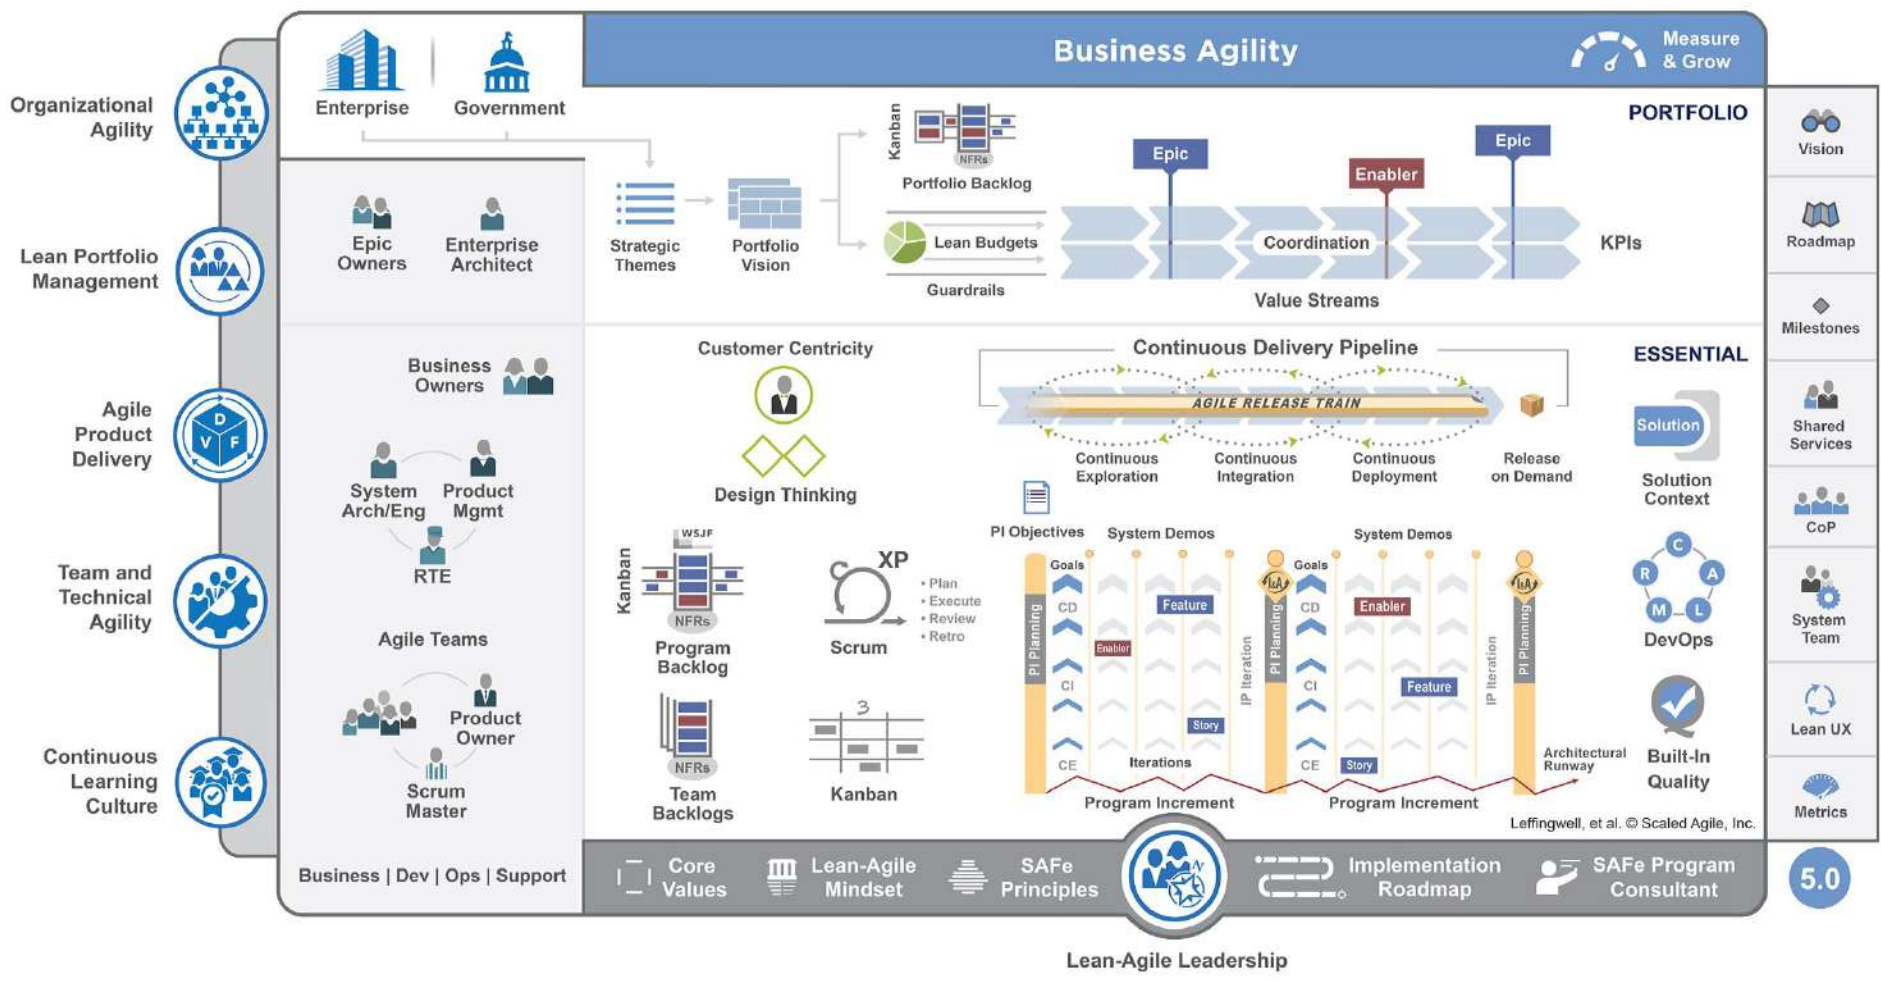 Business Agility
Measure
& Grow
Enterprise
Government
Organizational
Agility
Lean Portfolio
Management
Agile
Product
Delivery
D
V
F
Team and
Technical
Agility
Continuous
Learning
Culture
Epic
Owners
Enterprise
Architect
Business
Owners
System
Arch/Eng
Product
Mgmt
RTE
Agile Teams
Product
Owner
Scrum
Master
Business | Dev | Ops | Support
PORTFOLIO
Strategic
Themes
Portfolio
Vision
Kanban
NFRs
Portfolio Backlog
Lean Budgets
Guardrails
Epic
Enabler
Epic
Coordination
KPIs
Value Streams
ESSENTIAL
Customer Centricity
Design Thinking
Continuous Delivery Pipeline
AGILE RELEASE TRAIN
Continuous
Exploration
Continuous
Integration
Continuous
Deployment
Release
on Demand
Solution
Solution
Context
Kanban
WSJF
NFRs
Program
Backlog
XP
• Plan
• Execute
• Review
• Retro
Scrum
NFRs
Team
Backlogs
3
Kanban
PI Objectives
System Demos
System Demos
Goals
CD
CI
CE
PI Planning
Feature
Enabler
Story
Iterations
IP Iteration
I&A
PI Planning
Goals
CD
CI
CE
Enabler
Feature
Story
IP Iteration
I&A
PI Planning
Architectural
Runway
Program Increment
Program Increment
C
A
L
M
R
DevOps
Built-In
Quality
Leffingwell, et al. © Scaled Agile, Inc.
Vision
Roadmap
Milestones
Shared
Services
CoP
System
Team
Lean UX
Metrics
5.0
Core
Values
Lean-Agile
Mindset
SAFe
Principles
N
Implementation
Roadmap
SAFe Program
Consultant
Lean-Agile Leadership